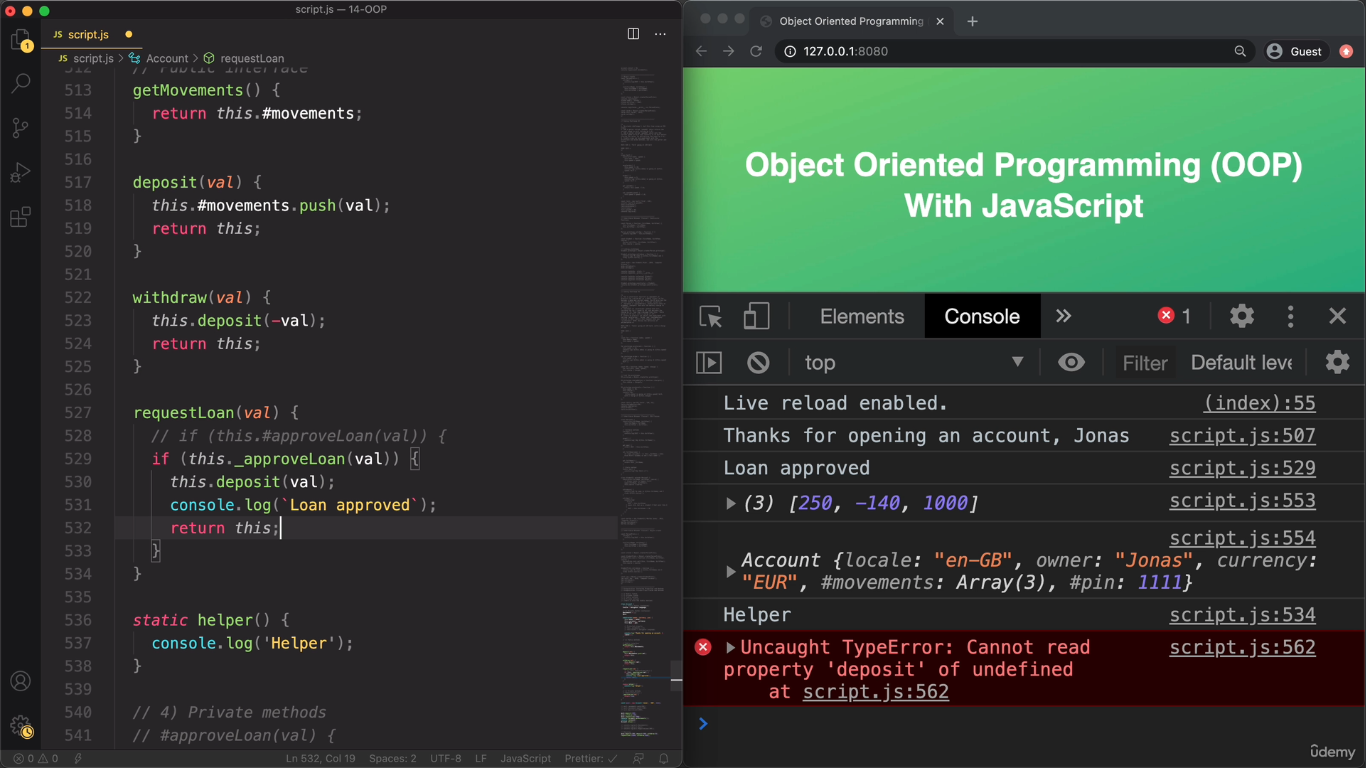 script.js — 14-OOP
JS script.js
1
JS script.js > Account > requestLoan
512 // Public interface
513 getMovements() {
514 return this.#movements;
515 }
516
517 deposit(val) {
518 this.#movements.push(val);
519 return this;
520 }
521
522 withdraw(val) {
523 this.deposit(−val);
524 return this;
525 }
526
527 requestLoan(val) {
528 // if (this.#approveLoan(val)) {
529 if (this._approveLoan(val)) {
530 this.deposit(val);
531 console.log(`Loan approved`);
532 return this;
533 }
534 }
535
536 static helper() {
537 console.log('Helper');
538 }
539
540 // 4) Private methods
541 // #approveLoan(val) {
0 0
Ln 532, Col 19 Spaces: 2 UTF-8 LF JavaScript Prettier: ✓
Object Oriented Programming
127.0.0.1:8080
Guest
Object Oriented Programming (OOP)
With JavaScript
Elements Console » 1
top Filter Default leve
Live reload enabled. (index):55
Thanks for opening an account, Jonas script.js:507
Loan approved script.js:529
(3) [250, −140, 1000] script.js:553
script.js:554
Account {locale: "en-GB", owner: "Jonas", currency:
"EUR", #movements: Array(3), #pin: 1111}
Helper script.js:534
Uncaught TypeError: Cannot read script.js:562
property 'deposit' of undefined
at script.js:562
udemy